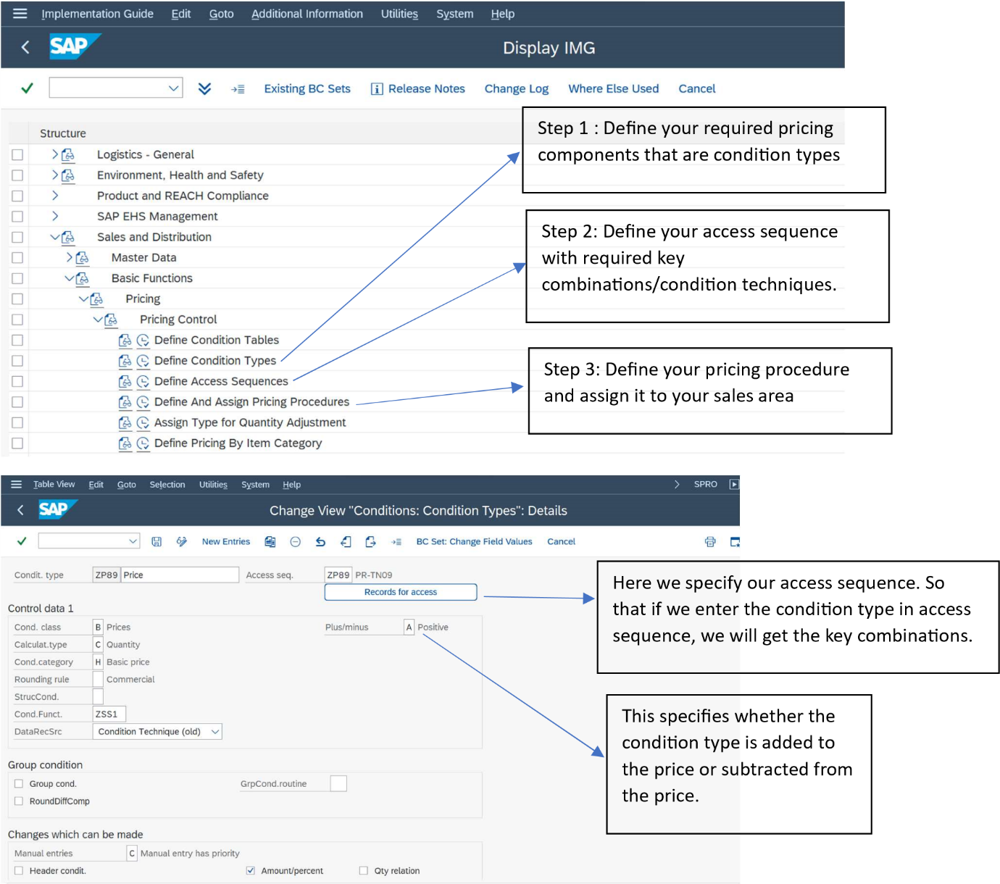 Implementation Guide Edit Goto Additional Information Utilities System Help
SAP Display IMG
Existing BC Sets Release Notes Change Log Where Else Used Cancel
Structure
Logistics - General
Environment, Health and Safety
Product and REACH Compliance
SAP EHS Management
Sales and Distribution
Master Data
Basic Functions
Pricing
Pricing Control
Define Condition Tables
Define Condition Types
Define Access Sequences
Define And Assign Pricing Procedures
Assign Type for Quantity Adjustment
Define Pricing By Item Category
Step 1 : Define your required pricing
components that are condition types
Step 2: Define your access sequence
with required key
combinations/condition techniques.
Step 3: Define your pricing procedure
and assign it to your sales area
Table View Edit Goto Selection Utilities System Help SPRO
SAP Change View "Conditions: Condition Types": Details
New Entries BC Set: Change Field Values Cancel
Condit. type ZP89 Price Access seq. ZP89 PR-TN09
Records for access
Control data 1
Cond. class B Prices Plus/minus A Positive
Calculat.type C Quantity
Cond.category H Basic price
Rounding rule Commercial
StrucCond.
Cond.Funct. ZSS1
DataRecSrc Condition Technique (old)
Group condition
Group cond. GrpCond.routine
RoundDiffComp
Changes which can be made
Manual entries C Manual entry has priority
Header condit. Amount/percent Qty relation
Here we specify our access sequence. So
that if we enter the condition type in access
sequence, we will get the key combinations.
This specifies whether the
condition type is added to
the price or subtracted from
the price.